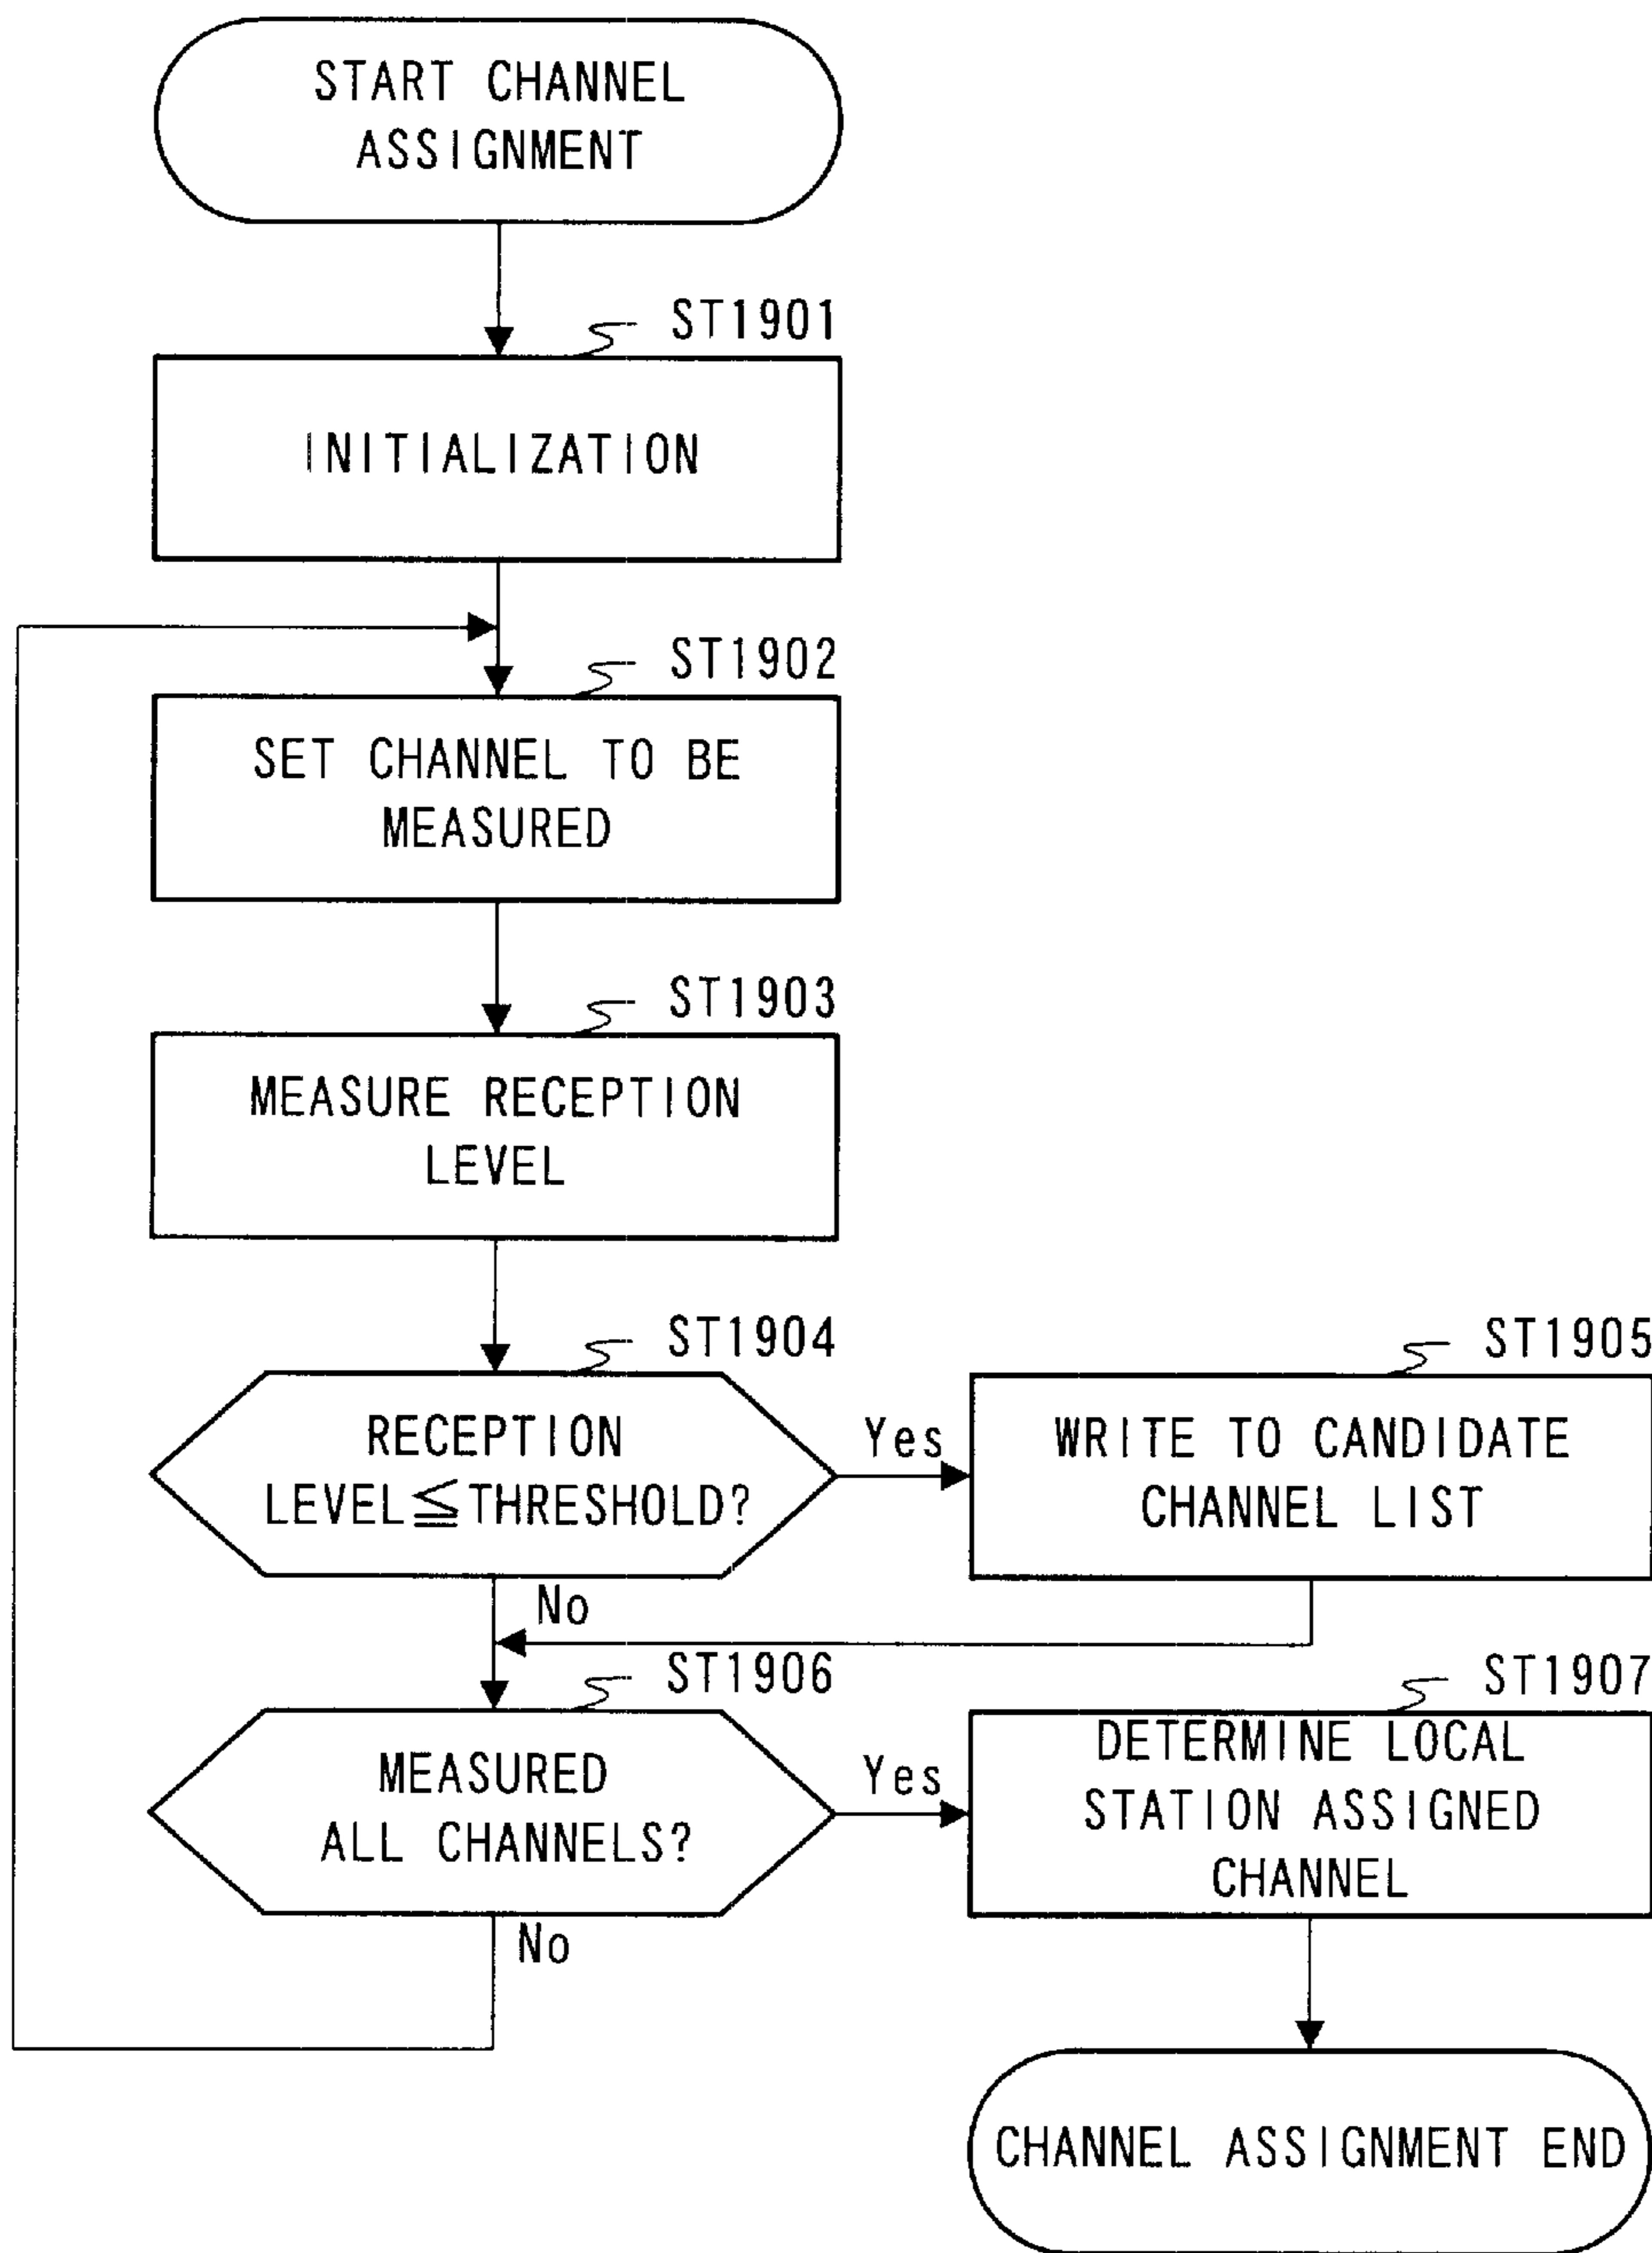 START CHANNEL
ASSIGNMENT
ST1901
INITIALIZATION
ST1902
SET CHANNEL TO BE
MEASURED
ST1903
MEASURE RECEPTION
LEVEL
ST1904
RECEPTION
LEVEL≦THRESHOLD?
Yes
No
ST1905
WRITE TO CANDIDATE
CHANNEL LIST
ST1906
MEASURED
ALL CHANNELS?
Yes
No
ST1907
DETERMINE LOCAL
STATION ASSIGNED
CHANNEL
CHANNEL ASSIGNMENT END